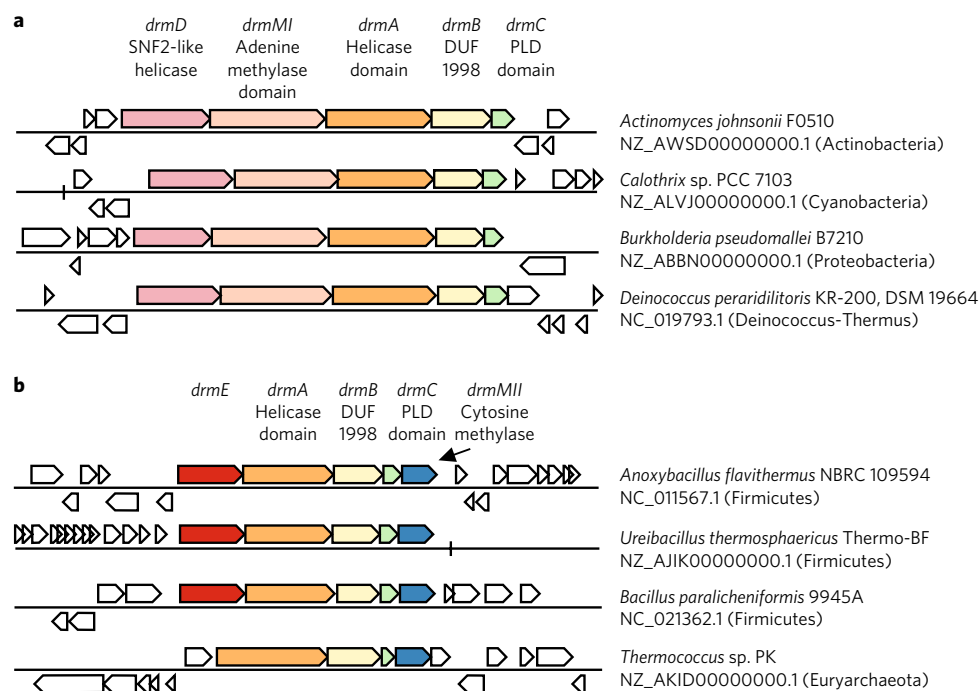 a
drmD drmMI drmA drmB drmC
SNF2-like Adenine Helicase DUF PLD
helicase methylase domain 1998 domain
domain
Actinomyces johnsonii F0510
NZ_AWSD00000000.1 (Actinobacteria)
Calothrix sp. PCC 7103
NZ_ALVJ00000000.1 (Cyanobacteria)
Burkholderia pseudomallei B7210
NZ_ABBN00000000.1 (Proteobacteria)
Deinococcus peraridilitoris KR-200, DSM 19664
NC_019793.1 (Deinococcus-Thermus)
b
drmE drmA drmB drmC drmMII
Helicase DUF PLD Cytosine
domain 1998 domain methylase
Anoxybacillus flavithermus NBRC 109594
NC_011567.1 (Firmicutes)
Ureibacillus thermosphaericus Thermo-BF
NZ_AJIK00000000.1 (Firmicutes)
Bacillus paralicheniformis 9945A
NC_021362.1 (Firmicutes)
Thermococcus sp. PK
NZ_AKID00000000.1 (Euryarchaeota)